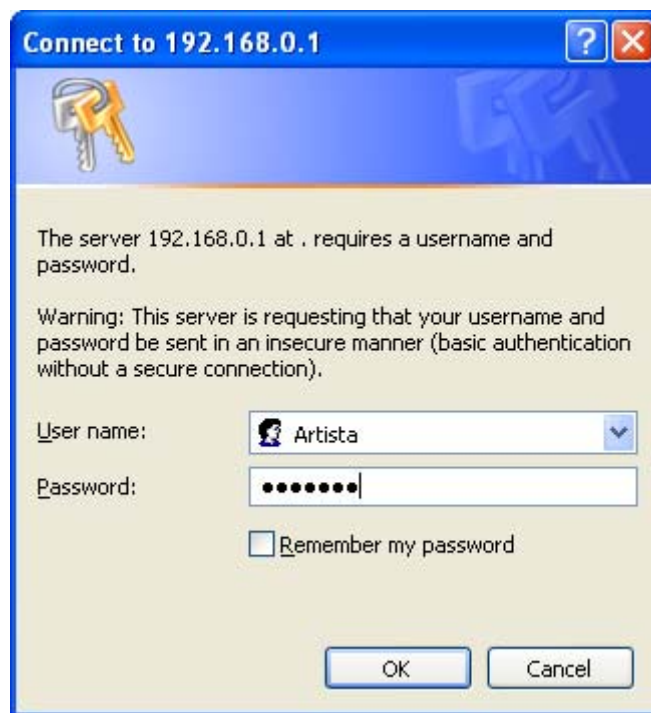 Connect to 192.168.0.1
The server 192.168.0.1 at . requires a username and
password.
Warning: This server is requesting that your username and
password be sent in an insecure manner (basic authentication
without a secure connection).
User name:
Artista
Password:
•••••••
Remember my password
OK
Cancel